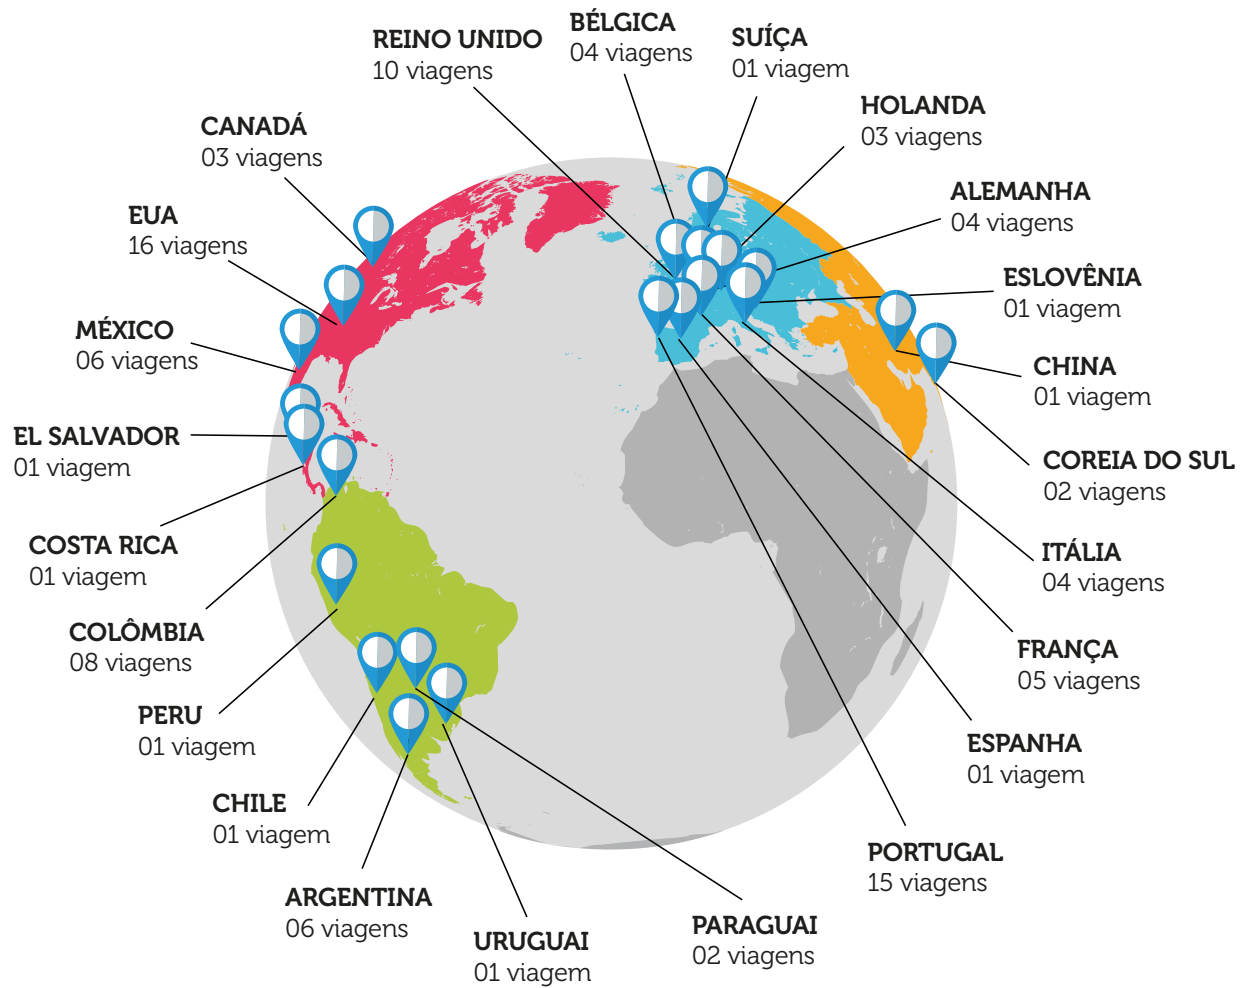 REINO UNIDO
10 viagens
BÉLGICA
04 viagens
SUÍÇA
01 viagem
HOLANDA
03 viagens
CANADÁ
03 viagens
ALEMANHA
04 viagens
EUA
16 viagens
ESLOVÊNIA
01 viagem
MÉXICO
06 viagens
CHINA
01 viagem
EL SALVADOR
01 viagem
COREIA DO SUL
02 viagens
COSTA RICA
01 viagem
ITÁLIA
04 viagens
COLÔMBIA
08 viagens
FRANÇA
05 viagens
PERU
01 viagem
ESPANHA
01 viagem
CHILE
01 viagem
PORTUGAL
15 viagens
ARGENTINA
06 viagens
PARAGUAI
02 viagens
URUGUAI
01 viagem